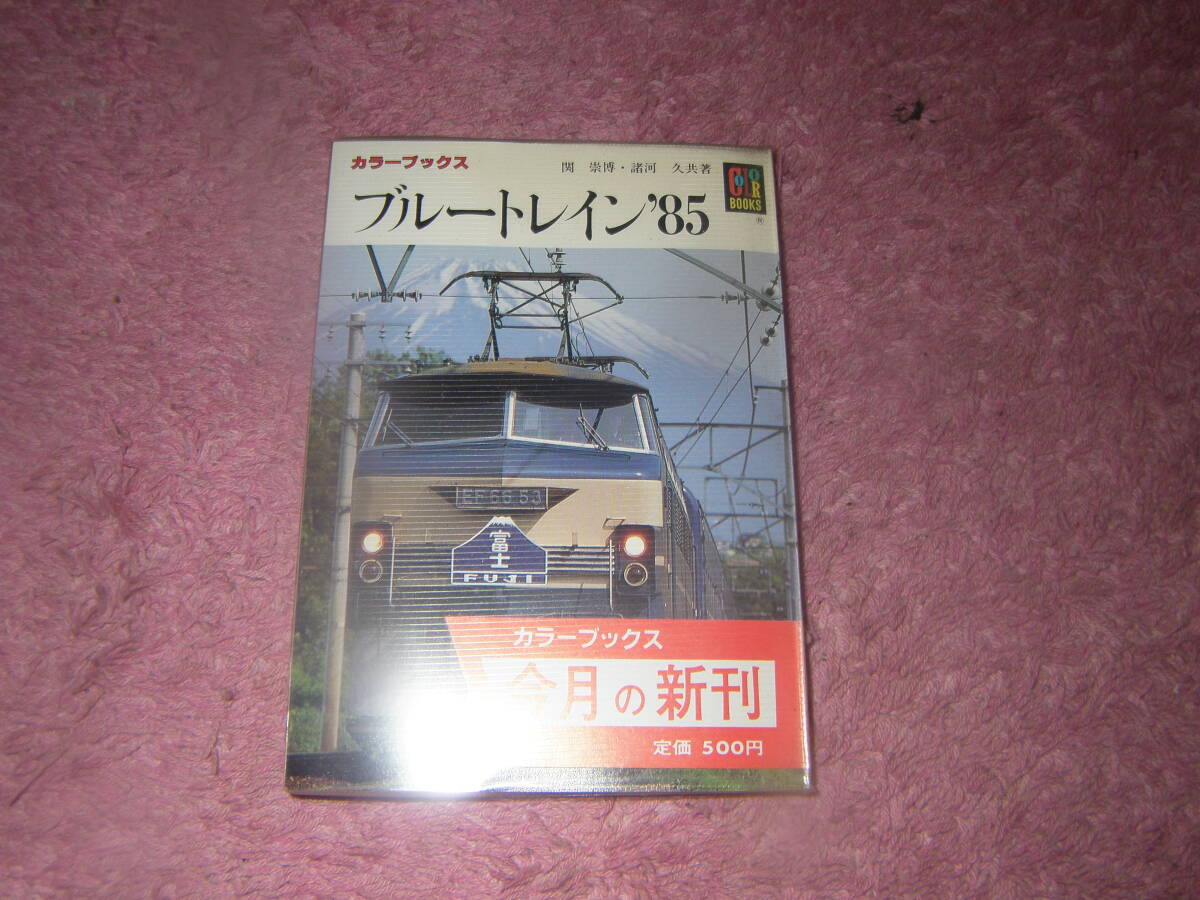 カラーブックス
関 崇博・諸河 久共著
COLOR
BOOKS
®
ブルートレイン'85
EF66 53
富士
FUJI
カラーブックス
今月の新刊
定価 500円